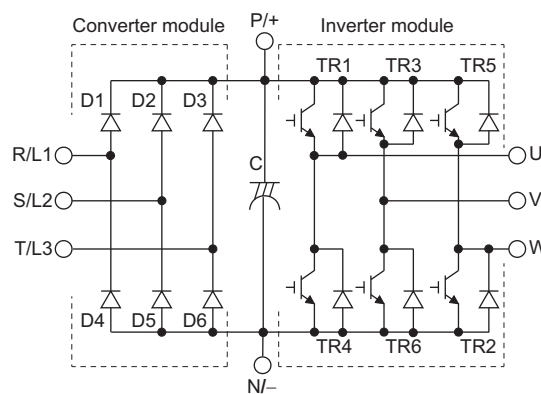 Converter module
P/+
Inverter module
TR1
TR3
TR5
D1
D2
D3
R/L1
C
U
S/L2
V
T/L3
W
D4
D5
D6
TR4
TR6
TR2
N/−